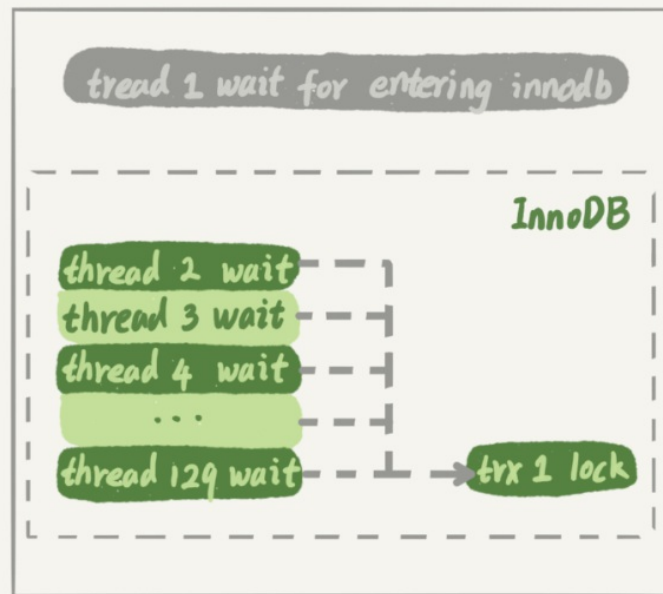 tread 1 wait for entering innodb
InnoDB
thread 2 wait
thread 3 wait
thread 4 wait
...
thread 129 wait
trx 1 lock